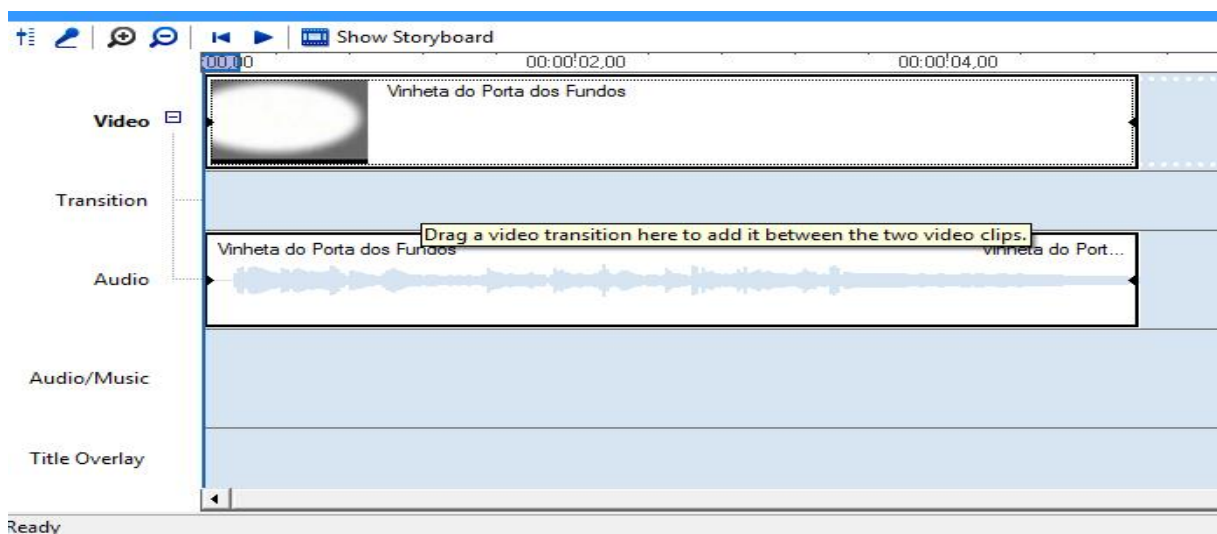 Show Storyboard
00,00 00:00:02,00 00:00:04,00
Vinheta do Porta dos Fundos
Video
Transition
Drag a video transition here to add it between the two video clips.
Vinheta do Porta dos Fundos Vinheta do Port...
Audio
Audio/Music
Title Overlay
Ready